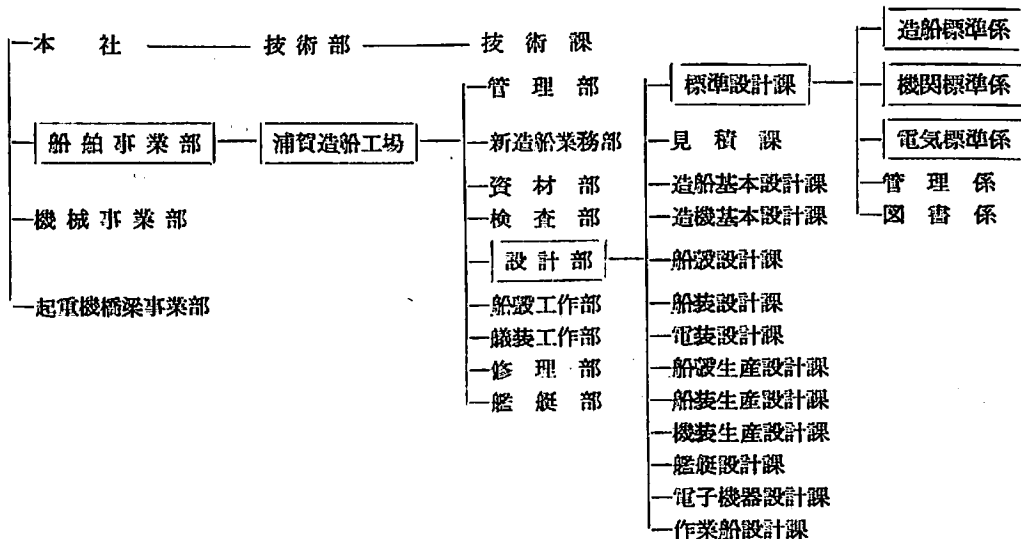 本社
技術部
技術課
船舶事業部
浦賀造船工場
機械事業部
起重機橋梁事業部
管理部
新造船業務部
資材部
検査部
設計部
船殻工作部
艤装工作部
修理部
艦艇部
標準設計課
見積課
造船基本設計課
造機基本設計課
船殻設計課
船装設計課
電装設計課
船殻生産設計課
船装生産設計課
機装生産設計課
艦艇設計課
電子機器設計課
作業船設計課
造船標準係
機関標準係
電気標準係
管理係
図書係